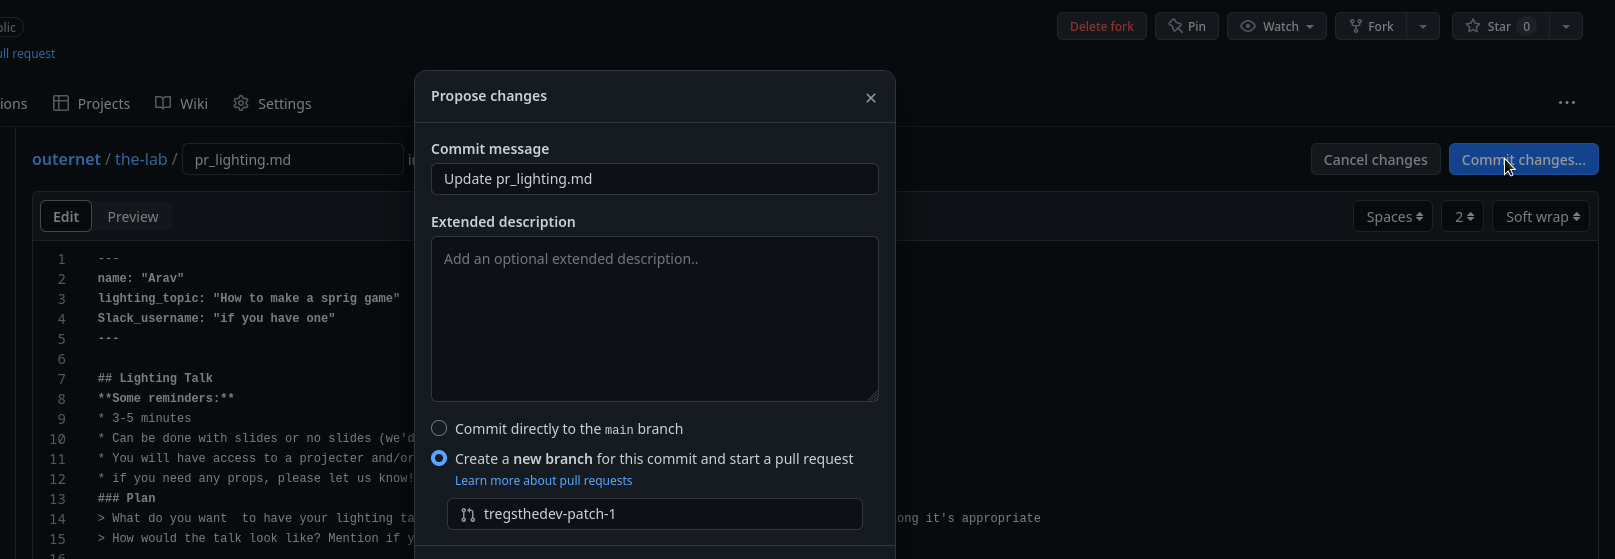 Delete fork Pin Watch Fork Star 0
ull request
Propose changes
Projects Wiki Settings
outernet / the-lab / pr_lighting.md
Cancel changes Commit changes...
Commit message
Update pr_lighting.md
Edit Preview
Spaces 2 Soft wrap
Extended description
Add an optional extended description..
1 ---
2 name: "Arav"
3 lighting_topic: "How to make a sprig game"
4 Slack_username: "if you have one"
5 ---
6
7 ## Lighting Talk
8 **Some reminders:**
9 * 3-5 minutes
10 * Can be done with slides or no slides (we'd
11 * You will have access to a projecter and/or
12 * if you need any props, please let us know!
13 ### Plan
14 > What do you want  to have your lighting ta ong it's appropriate
15 > How would the talk look like? Mention if y
Commit directly to the main branch
Create a new branch for this commit and start a pull request
Learn more about pull requests
tregsthedev-patch-1